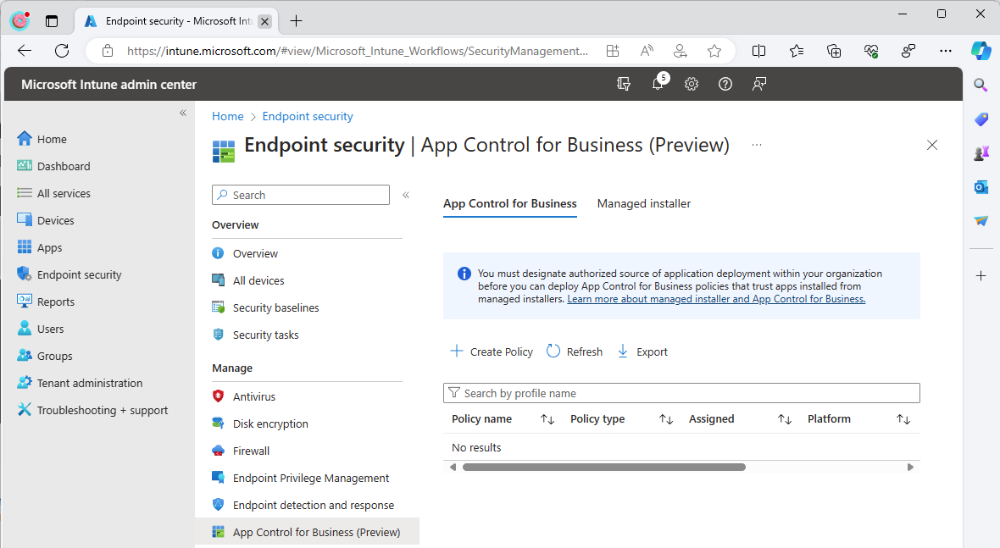 Endpoint security - Microsoft Int
https://intune.microsoft.com/#view/Microsoft_Intune_Workflows/SecurityManagement...
Microsoft Intune admin center
5
Home
Dashboard
All services
Devices
Apps
Endpoint security
Reports
Users
Groups
Tenant administration
Troubleshooting + support
Home > Endpoint security
Endpoint security | App Control for Business (Preview) ...
Search
Overview
Overview
All devices
Security baselines
Security tasks
Manage
Antivirus
Disk encryption
Firewall
Endpoint Privilege Management
Endpoint detection and response
App Control for Business (Preview)
App Control for Business Managed installer
You must designate authorized source of application deployment within your organization
before you can deploy App Control for Business policies that trust apps installed from
managed installers. Learn more about managed installer and App Control for Business.
Create Policy Refresh Export
Search by profile name
Policy name Policy type Assigned Platform
No results